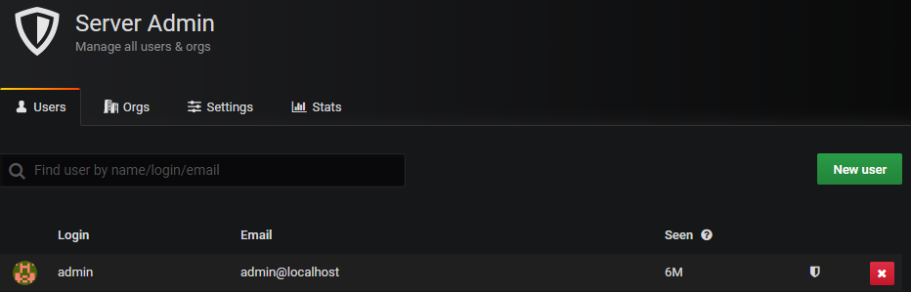 Server Admin
Manage all users & orgs
Users Orgs Settings Stats
Find user by name/login/email New user
Login Email Seen
admin admin@localhost 6M